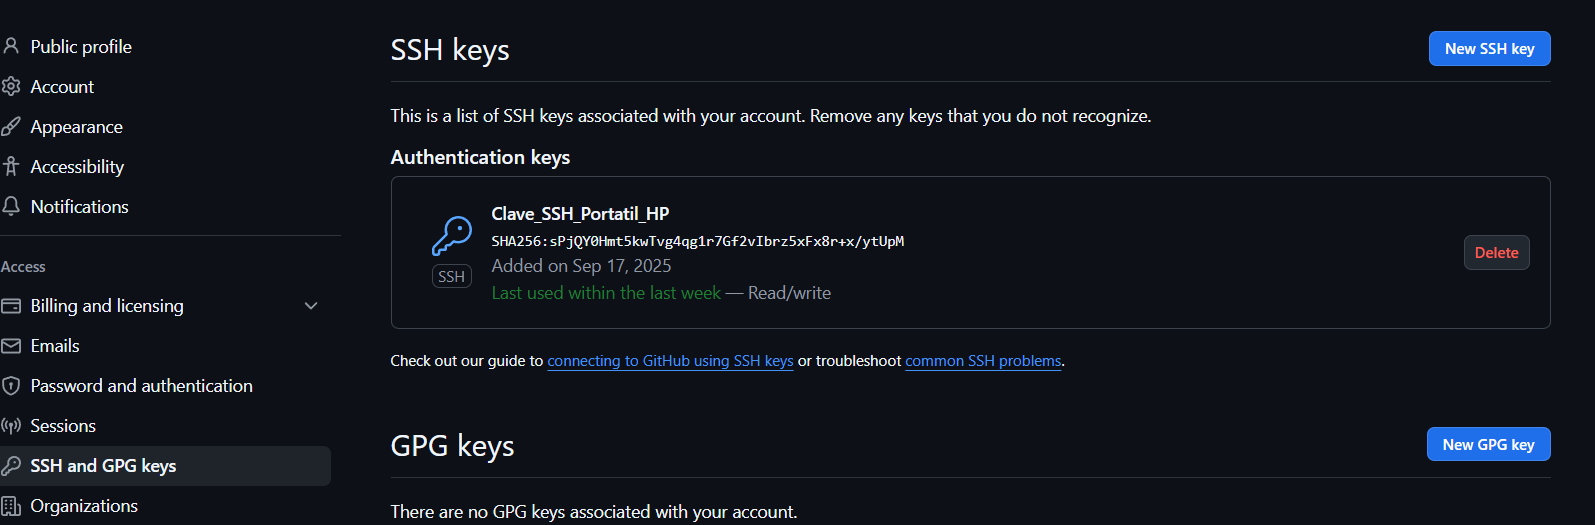 Public profile
Account
Appearance
Accessibility
Notifications
Access
Billing and licensing
Emails
Password and authentication
Sessions
SSH and GPG keys
Organizations
SSH keys
New SSH key
This is a list of SSH keys associated with your account. Remove any keys that you do not recognize.
Authentication keys
Clave_SSH_Portatil_HP
SHA256:sPjQY0Hmt5kwTvg4qg1r7Gf2vIbrz5xFx8r+x/ytUpM
Added on Sep 17, 2025
Last used within the last week — Read/write
SSH
Delete
Check out our guide to connecting to GitHub using SSH keys or troubleshoot common SSH problems.
GPG keys
New GPG key
There are no GPG keys associated with your account.